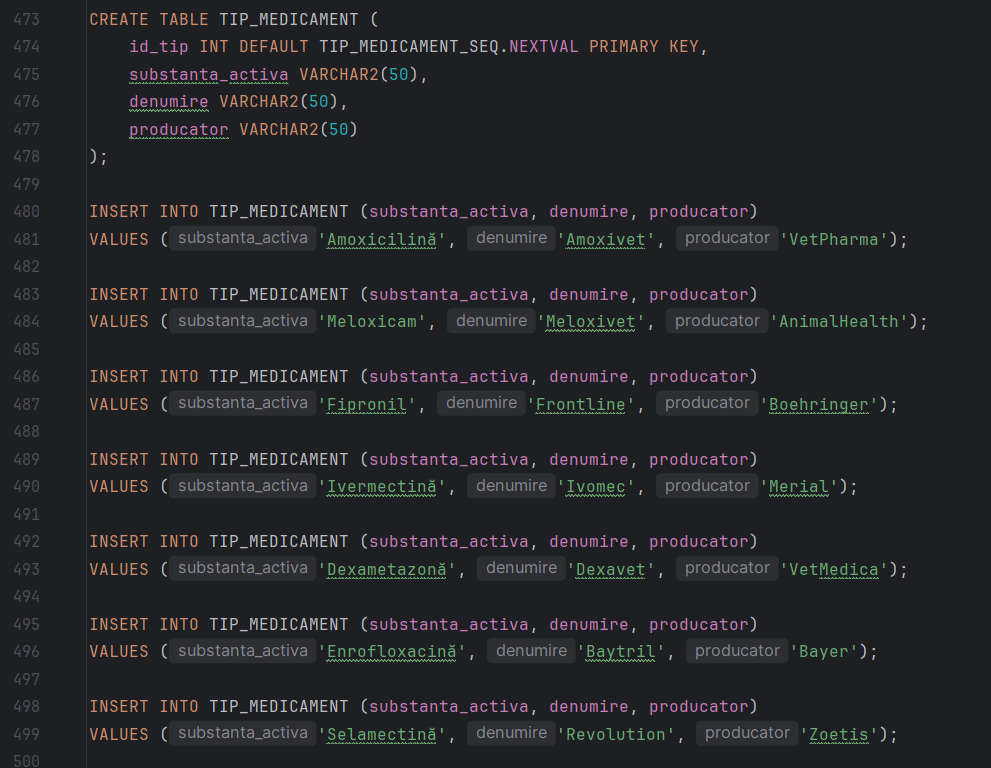 473 CREATE TABLE TIP_MEDICAMENT (
474 id_tip INT DEFAULT TIP_MEDICAMENT_SEQ.NEXTVAL PRIMARY KEY,
475 substanta_activa VARCHAR2(50),
476 denumire VARCHAR2(50),
477 producator VARCHAR2(50)
478 );
479
480 INSERT INTO TIP_MEDICAMENT (substanta_activa, denumire, producator)
481 VALUES ( substanta_activa 'Amoxicilină', denumire 'Amoxivet', producator 'VetPharma');
482
483 INSERT INTO TIP_MEDICAMENT (substanta_activa, denumire, producator)
484 VALUES ( substanta_activa 'Meloxicam', denumire 'Meloxivet', producator 'AnimalHealth');
485
486 INSERT INTO TIP_MEDICAMENT (substanta_activa, denumire, producator)
487 VALUES ( substanta_activa 'Fipronil', denumire 'Frontline', producator 'Boehringer');
488
489 INSERT INTO TIP_MEDICAMENT (substanta_activa, denumire, producator)
490 VALUES ( substanta_activa 'Ivermectină', denumire 'Ivomec', producator 'Merial');
491
492 INSERT INTO TIP_MEDICAMENT (substanta_activa, denumire, producator)
493 VALUES ( substanta_activa 'Dexametazonă', denumire 'Dexavet', producator 'VetMedica');
494
495 INSERT INTO TIP_MEDICAMENT (substanta_activa, denumire, producator)
496 VALUES ( substanta_activa 'Enrofloxacină', denumire 'Baytril', producator 'Bayer');
497
498 INSERT INTO TIP_MEDICAMENT (substanta_activa, denumire, producator)
499 VALUES ( substanta_activa 'Selamectină', denumire 'Revolution', producator 'Zoetis');
500